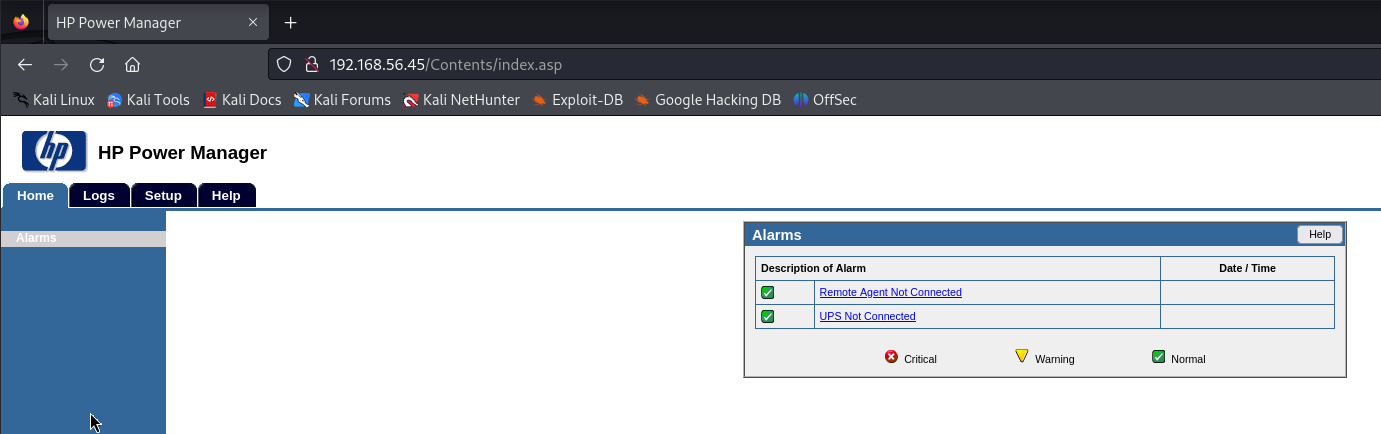 HP Power Manager
192.168.56.45/Contents/index.asp
Kali Linux Kali Tools Kali Docs Kali Forums Kali NetHunter Exploit-DB Google Hacking DB OffSec
hp HP Power Manager
Home Logs Setup Help
Alarms
Alarms Help
Description of Alarm Date / Time
Remote Agent Not Connected
UPS Not Connected
Critical Warning Normal